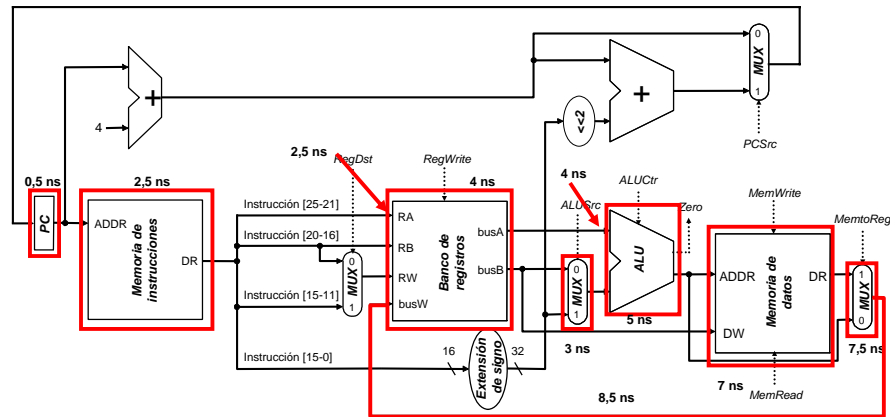 0
MUX
1
+
+
4
<<2
PCSrc
0,5 ns
2,5 ns
2,5 ns
RegDst
RegWrite
4 ns
4 ns
ALUSrc
ALUCtr
Zero
MemWrite
MemtoReg
PC
ADDR
Memoria de
instrucciones
DR
Instrucción [25-21]
Instrucción [20-16]
Instrucción [15-11]
Instrucción [15-0]
0
MUX
1
RA
RB
RW
busW
Banco de
registros
busA
busB
0
MUX
1
3 ns
ALU
5 ns
ADDR
DR
Memoria de
datos
DW
7 ns
MemRead
1
MUX
0
7,5 ns
16
Extensión
de signo
32
8,5 ns